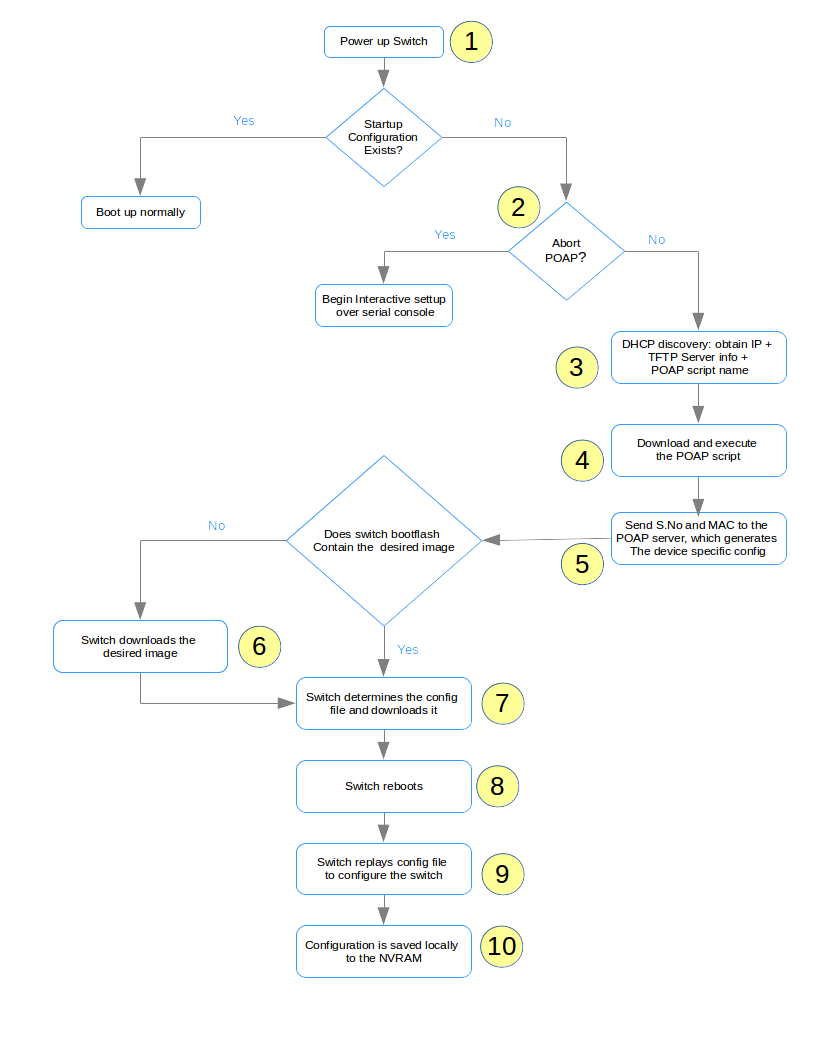 Power up Switch
1
Startup
Configuration
Exists?
Yes
No
Boot up normally
2
Abort
POAP?
Yes
No
Begin Interactive settup
over serial console
DHCP discovery: obtain IP +
TFTP Server info +
POAP script name
3
Download and execute
the POAP script
4
Send S.No and MAC to the
POAP server, which generates
The device specific config
5
Does switch bootflash
Contain the desired image
No
Yes
Switch downloads the
desired image
6
Switch determines the config
file and downloads it
7
Switch reboots
8
Switch replays config file
to configure the switch
9
Configuration is saved locally
to the NVRAM
10